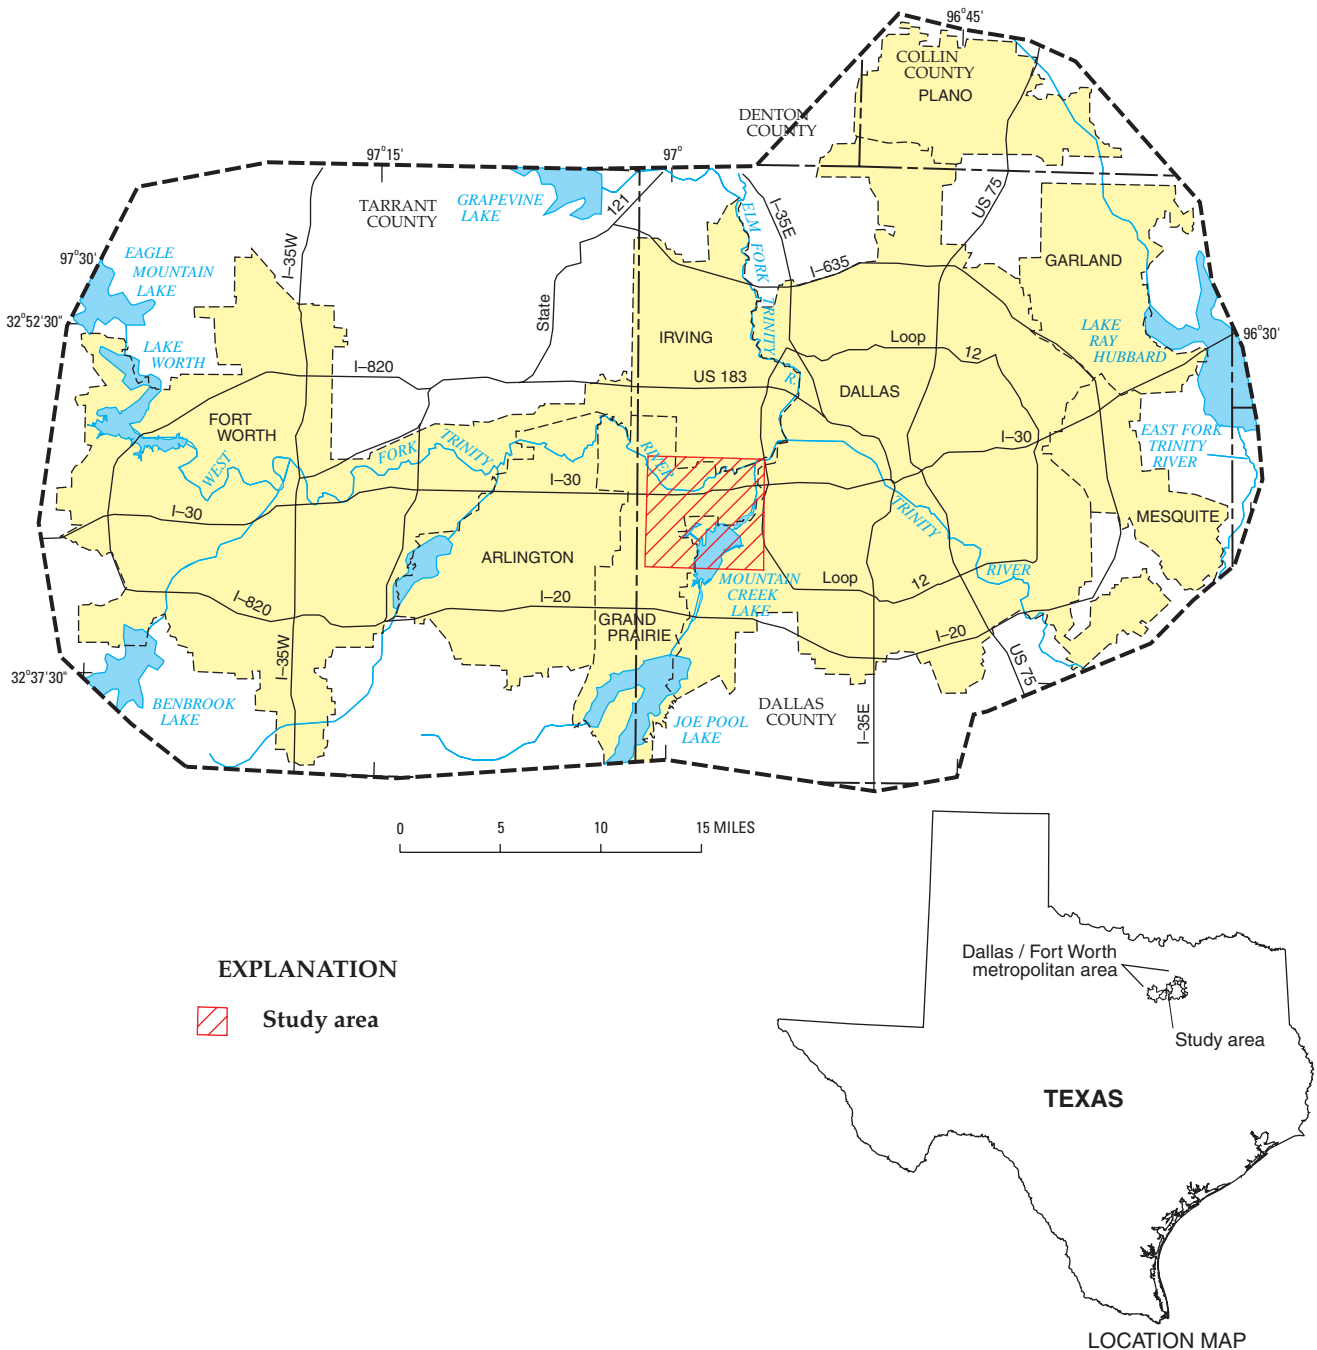 96°45'
COLLIN
COUNTY
PLANO
DENTON
COUNTY
97°15'
97°
TARRANT
COUNTY
GRAPEVINE
LAKE
121
I–35E
US 75
ELM FORK TRINITY R.
I–35W
EAGLE
MOUNTAIN
LAKE
97°30'
GARLAND
I–635
32°52'30"
State
IRVING
Loop
12
LAKE
RAY
HUBBARD
96°30'
LAKE
WORTH
I–820
US 183
DALLAS
FORT
WORTH
WEST
FORK
TRINITY
RIVER
I–30
EAST FORK
TRINITY
RIVER
I–30
I–30
TRINITY
RIVER
MESQUITE
ARLINGTON
MOUNTAIN
CREEK
LAKE
Loop
12
I–820
I–20
GRAND
PRAIRIE
I–20
I–35W
US 75
32°37'30"
BENBROOK
LAKE
JOE POOL
LAKE
DALLAS
COUNTY
I–35E
0 5 10 15 MILES
EXPLANATION
Study area
Dallas / Fort Worth
metropolitan area
Study area
TEXAS
LOCATION MAP